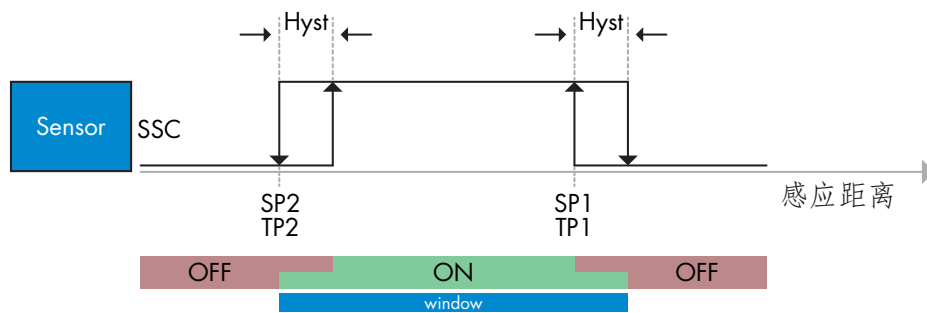 Hyst Hyst
Sensor SSC
SP2 SP1
TP2 TP1
感应距离
OFF ON OFF
window